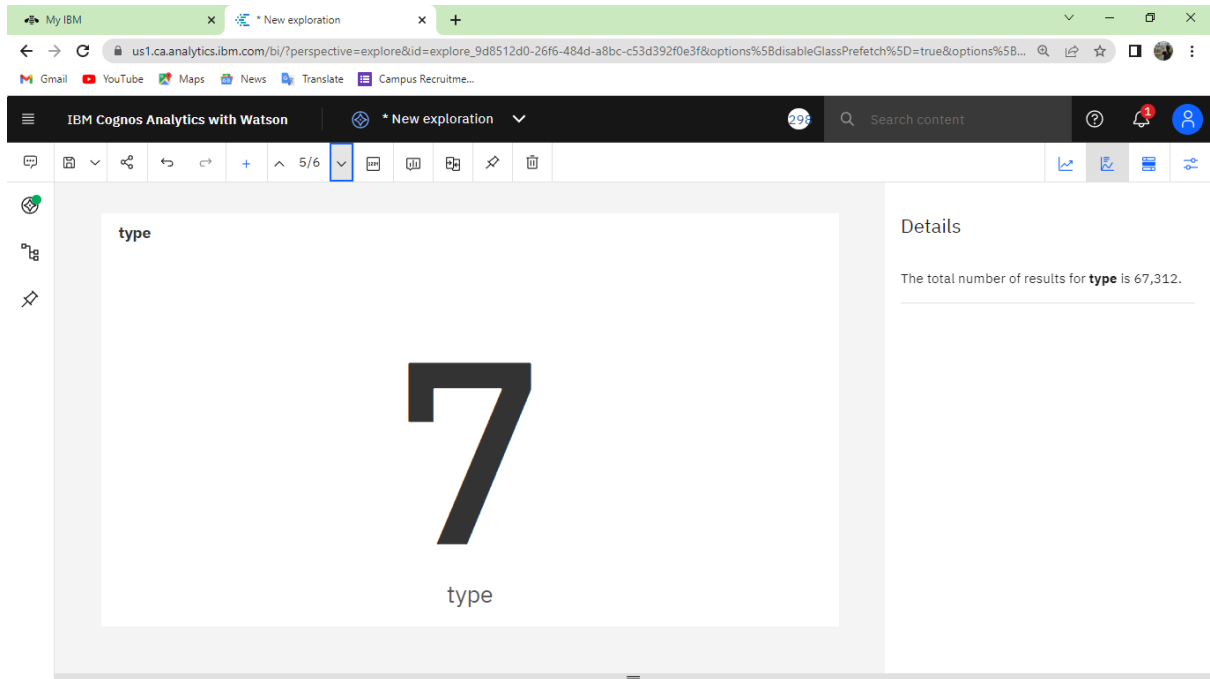 My IBM
* New exploration
us1.ca.analytics.ibm.com/bi/?perspective=explore&id=explore_9d8512d0-26f6-484d-a8bc-c53d392f0e3f&options%5BdisableGlassPrefetch%5D=true&options%5B...
Gmail
YouTube
Maps
News
Translate
Campus Recruitme...
IBM Cognos Analytics with Watson
* New exploration
298
Search content
1
5/6
type
7
type
Details
The total number of results for type is 67,312.